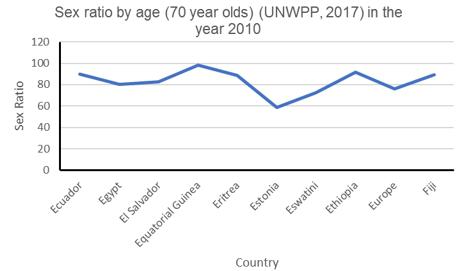 Sex ratio by age (70 year olds) (UNWPP, 2017) in the
year 2010
120
100
80
60
40
20
0
Sex Ratio
Ecuador
Egypt
El Salvador
Equatorial Guinea
Eritrea
Estonia
Eswatini
Ethiopia
Europe
Fiji
Country